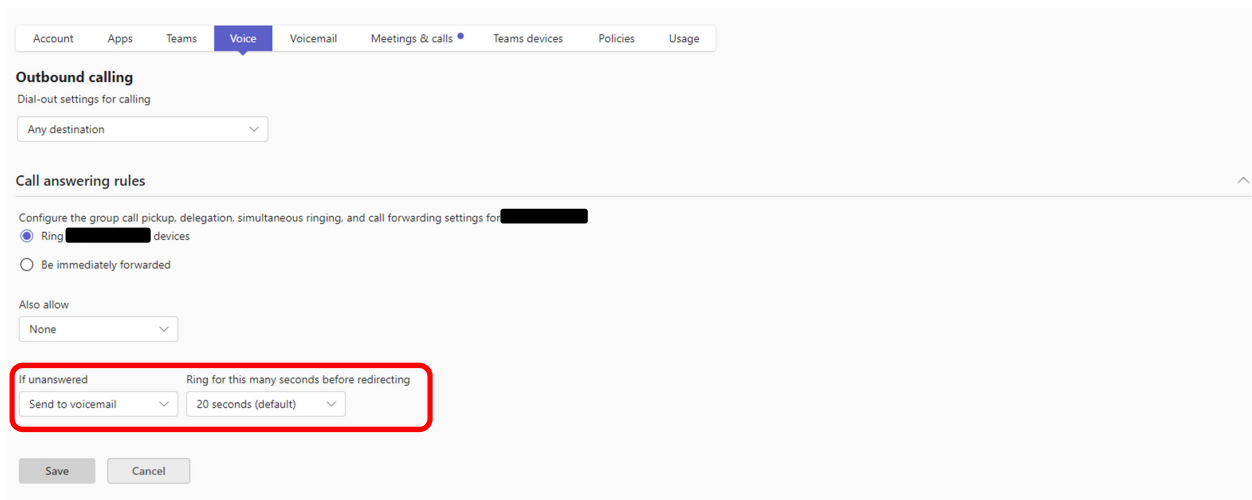 Account Apps Teams Voice Voicemail Meetings & calls Teams devices Policies Usage
Outbound calling
Dial-out settings for calling
Any destination
Call answering rules
Configure the group call pickup, delegation, simultaneous ringing, and call forwarding settings for
Ring devices
Be immediately forwarded
Also allow
None
If unanswered Ring for this many seconds before redirecting
Send to voicemail 20 seconds (default)
Save Cancel